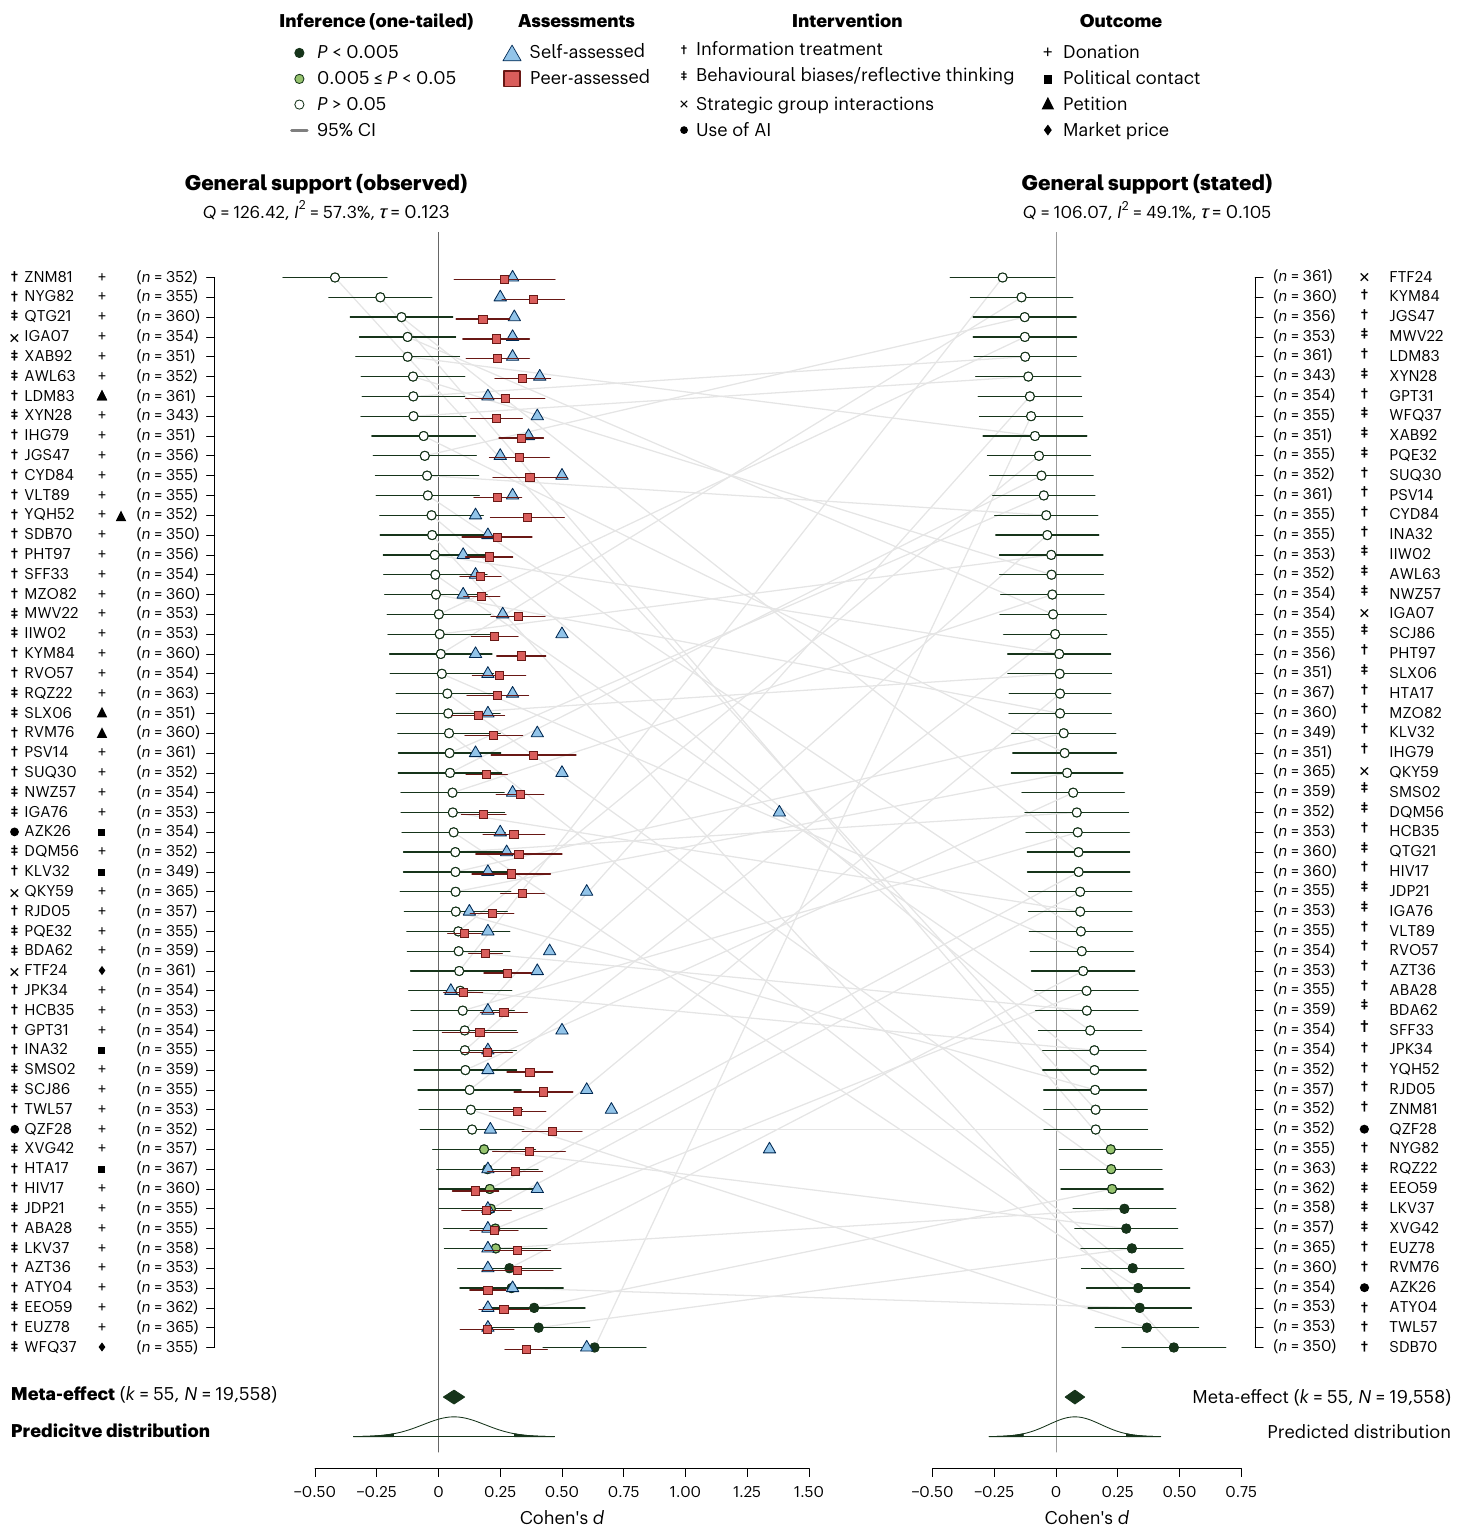 Inference (one-tailed) Assessments Intervention Outcome
P < 0.005 Self-assessed † Information treatment + Donation
0.005 ≤ P < 0.05 Peer-assessed ‡ Behavioural biases/reflective thinking ■ Political contact
P > 0.05 × Strategic group interactions ▲ Petition
95% CI ● Use of AI ♦ Market price
General support (observed) General support (stated)
Q = 126.42, I² = 57.3%, τ = 0.123 Q = 106.07, I² = 49.1%, τ = 0.105
† ZNM81 + (n = 352) (n = 361) × FTF24
† NYG82 + (n = 355) (n = 360) † KYM84
‡ QTG21 + (n = 360) (n = 356) † JGS47
× IGA07 + (n = 354) (n = 353) ‡ MWV22
‡ XAB92 + (n = 351) (n = 361) † LDM83
‡ AWL63 + (n = 352) (n = 343) ‡ XYN28
† LDM83 ▲ (n = 361) (n = 354) † GPT31
‡ XYN28 + (n = 343) (n = 355) ‡ WFQ37
† IHG79 + (n = 351) (n = 351) ‡ XAB92
† JGS47 + (n = 356) (n = 355) ‡ PQE32
† CYD84 + (n = 355) (n = 352) † SUQ30
† VLT89 + (n = 355) (n = 361) † PSV14
† YQH52 + ▲ (n = 352) (n = 355) † CYD84
† SDB70 + (n = 350) (n = 355) † INA32
† PHT97 + (n = 356) (n = 353) ‡ IIW02
† SFF33 + (n = 354) (n = 352) ‡ AWL63
† MZO82 + (n = 360) (n = 354) ‡ NWZ57
‡ MWV22 + (n = 353) (n = 354) × IGA07
‡ IIW02 + (n = 353) (n = 355) ‡ SCJ86
† KYM84 + (n = 360) (n = 356) † PHT97
† RVO57 + (n = 354) (n = 351) ‡ SLX06
‡ RQZ22 + (n = 363) (n = 367) † HTA17
‡ SLX06 ▲ (n = 351) (n = 360) † MZO82
† RVM76 ▲ (n = 360) (n = 349) † KLV32
† PSV14 + (n = 361) (n = 351) † IHG79
† SUQ30 + (n = 352) (n = 365) × QKY59
‡ NWZ57 + (n = 354) (n = 359) ‡ SMS02
‡ IGA76 + (n = 353) (n = 352) ‡ DQM56
● AZK26 ■ (n = 354) (n = 353) † HCB35
‡ DQM56 + (n = 352) (n = 360) ‡ QTG21
† KLV32 ■ (n = 349) (n = 360) † HIV17
× QKY59 + (n = 365) (n = 355) ‡ JDP21
† RJD05 + (n = 357) (n = 353) ‡ IGA76
‡ PQE32 + (n = 355) (n = 355) † VLT89
‡ BDA62 + (n = 359) (n = 354) † RVO57
× FTF24 ♦ (n = 361) (n = 353) † AZT36
† JPK34 + (n = 354) (n = 355) † ABA28
† HCB35 + (n = 353) (n = 359) ‡ BDA62
† GPT31 + (n = 354) (n = 354) † SFF33
† INA32 ■ (n = 355) (n = 354) † JPK34
‡ SMS02 + (n = 359) (n = 352) † YQH52
‡ SCJ86 + (n = 355) (n = 357) † RJD05
† TWL57 + (n = 353) (n = 352) † ZNM81
● QZF28 + (n = 352) (n = 352) ● QZF28
‡ XVG42 + (n = 357) (n = 355) † NYG82
† HTA17 ■ (n = 367) (n = 363) ‡ RQZ22
† HIV17 + (n = 360) (n = 362) ‡ EEO59
‡ JDP21 + (n = 355) (n = 358) ‡ LKV37
† ABA28 + (n = 355) (n = 357) ‡ XVG42
‡ LKV37 + (n = 358) (n = 365) † EUZ78
† AZT36 + (n = 353) (n = 360) † RVM76
† ATY04 + (n = 353) (n = 354) ● AZK26
‡ EEO59 + (n = 362) (n = 353) † ATY04
† EUZ78 + (n = 365) (n = 353) † TWL57
‡ WFQ37 ♦ (n = 355) (n = 350) † SDB70
Meta-effect (k = 55, N = 19,558) Meta-effect (k = 55, N = 19,558)
Predicitve distribution Predicted distribution
−0.50 −0.25 0 0.25 0.50 0.75 1.00 1.25 1.50 −0.50 −0.25 0 0.25 0.50 0.75
Cohen's d Cohen's d